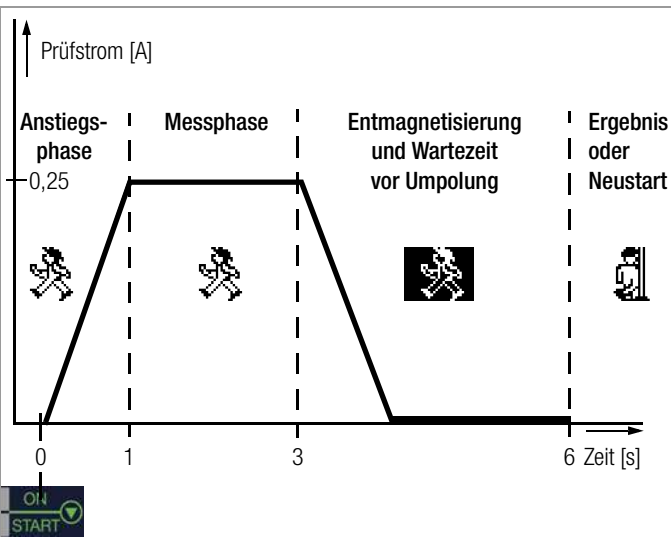 Prüfstrom [A]
Anstiegs-
phase
Messphase
Entmagnetisierung
und Wartezeit
vor Umpolung
Ergebnis
oder
Neustart
0,25
0
1
3
6
Zeit [s]
ON
START